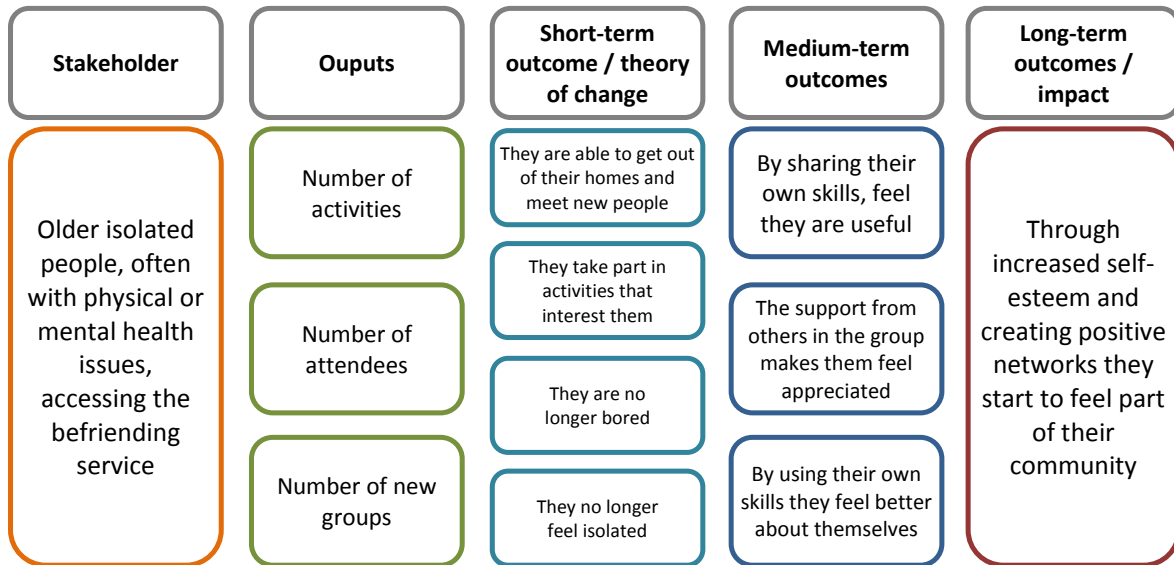 Stakeholder
Ouputs
Short-term
outcome / theory
of change
Medium-term
outcomes
Long-term
outcomes /
impact
Older isolated
people, often
with physical or
mental health
issues,
accessing the
befriending
service
Number of
activities
Number of
attendees
Number of new
groups
They are able to get out
of their homes and
meet new people
They take part in
activities that
interest them
They are no
longer bored
They no longer
feel isolated
By sharing their
own skills, feel
they are useful
The support from
others in the group
makes them feel
appreciated
By using their own
skills they feel better
about themselves
Through
increased self-
esteem and
creating positive
networks they
start to feel part
of their
community